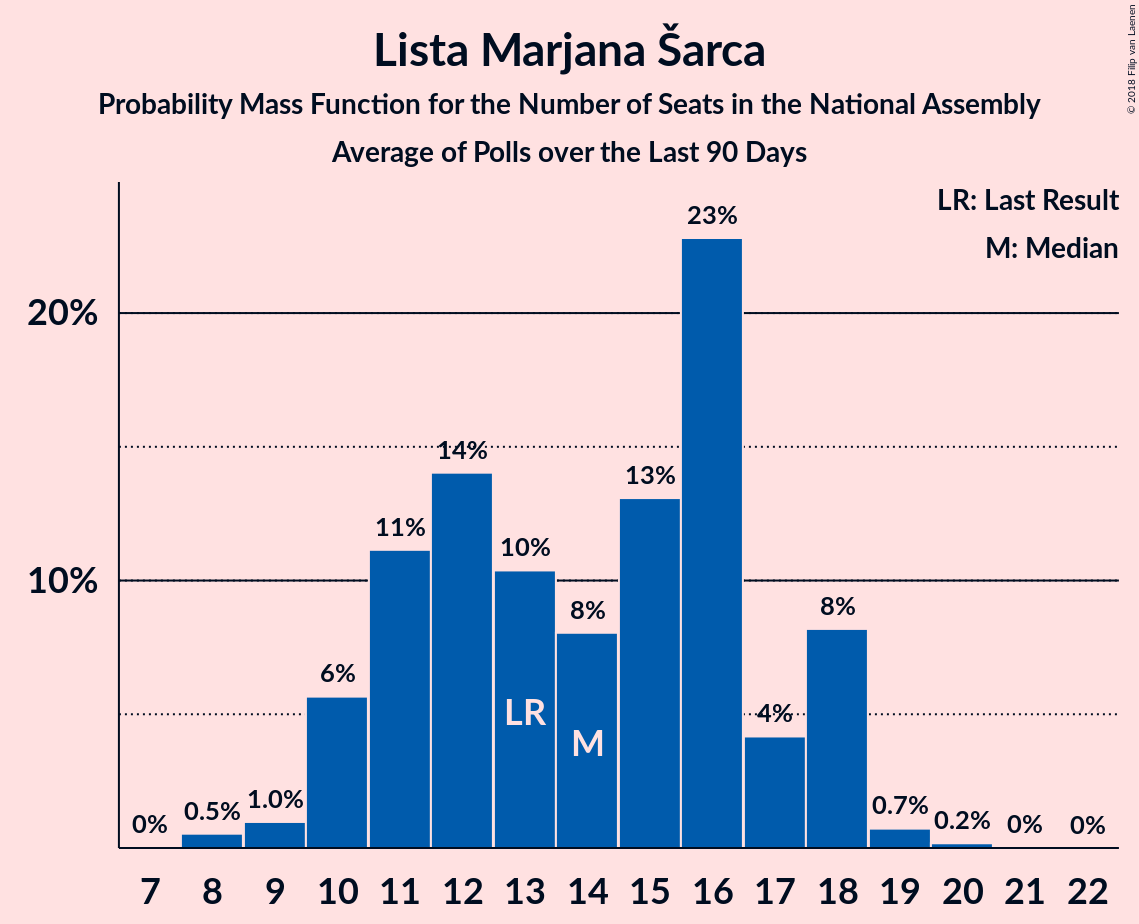 Lista Marjana Šarca
Probability Mass Function for the Number of Seats in the National Assembly
Average of Polls over the Last 90 Days
© 2018 Filip van Laenen
LR: Last Result
M: Median
20%
10%
0%
0.5%
1.0%
6%
11%
14%
10%
8%
13%
23%
4%
8%
0.7%
0.2%
0%
0%
LR
M
7 8 9 10 11 12 13 14 15 16 17 18 19 20 21 22